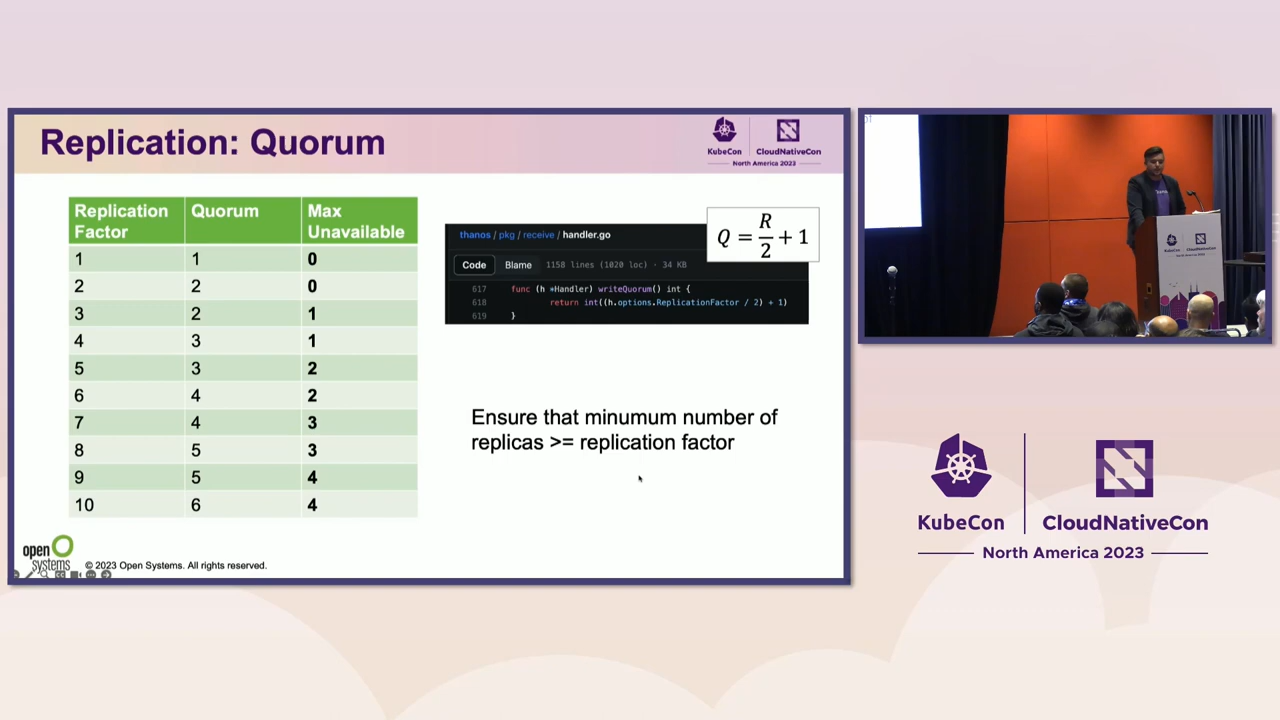 Replication: Quorum
KubeCon
CloudNativeCon
North America 2023
Replication Factor
Quorum
Max Unavailable
1 1 0
2 2 0
3 2 1
4 3 1
5 3 2
6 4 2
7 4 3
8 5 3
9 5 4
10 6 4
thanos / pkg / receive / handler.go
Q = R/2 + 1
Code Blame 1158 lines (1020 loc) · 34 KB
617 func (h *Handler) writeQuorum() int {
618 return int((h.options.ReplicationFactor / 2) + 1)
619 }
Ensure that minumum number of
replicas >= replication factor
open
systems
© 2023 Open Systems. All rights reserved.
KubeCon
CloudNativeCon
North America 2023